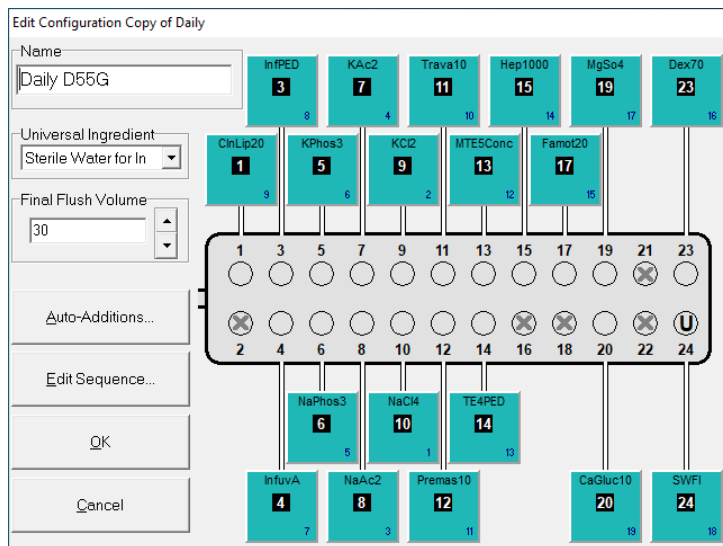 Edit Configuration Copy of Daily
Name
Daily D55G
Universal Ingredient
Sterile Water for In
Final Flush Volume
30
Auto-Additions...
Edit Sequence...
OK
Cancel
InfPED
3
8
KAc2
7
4
Trava10
11
10
Hep1000
15
14
MgSo4
19
17
Dex70
23
16
ClnLip20
1
9
KPhos3
5
6
KCl2
9
2
MTE5Conc
13
12
Famot20
17
15
1 3 5 7 9 11 13 15 17 19 21 23
U
2 4 6 8 10 12 14 16 18 20 22 24
NaPhos3
6
5
NaCl4
10
1
TE4PED
14
13
InfuvA
4
7
NaAc2
8
3
Premas10
12
11
CaGluc10
20
19
SWFI
24
18